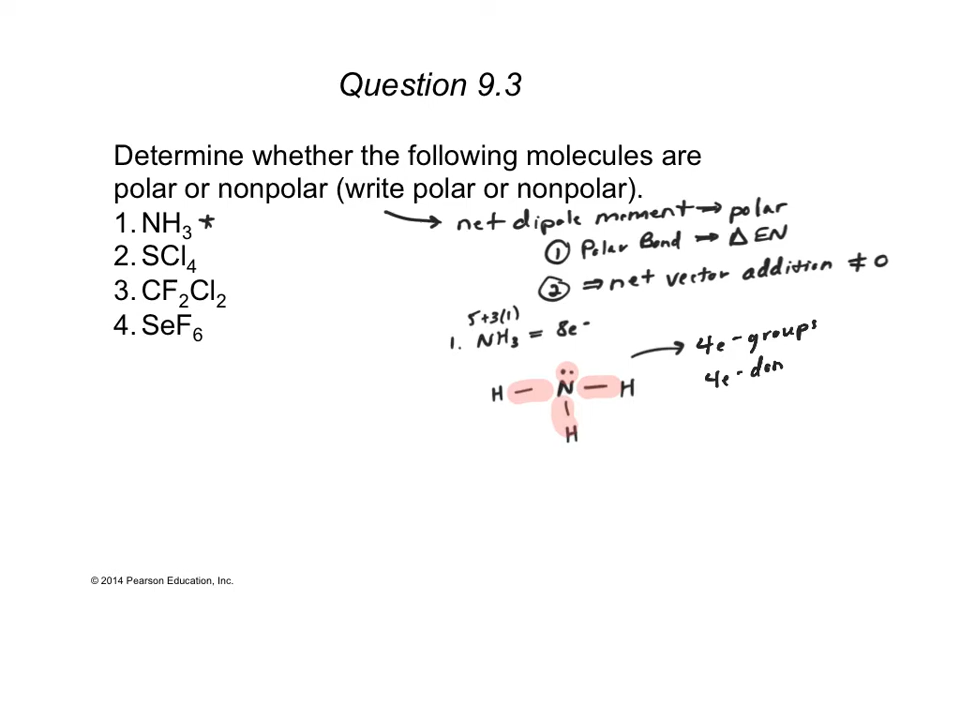 Question 9.3
Determine whether the following molecules are
polar or nonpolar (write polar or nonpolar).
1. NH₃ *
2. SCl₄
3. CF₂Cl₂
4. SeF₆
→ net dipole moment → polar
① Polar Bond → Δ EN
② ⇒ net vector addition ≠ 0
5+3(1)
1. NH₃ = 8e⁻
→ 4e- groups
4e- dom
H – N̈ – H
|
H
© 2014 Pearson Education, Inc.